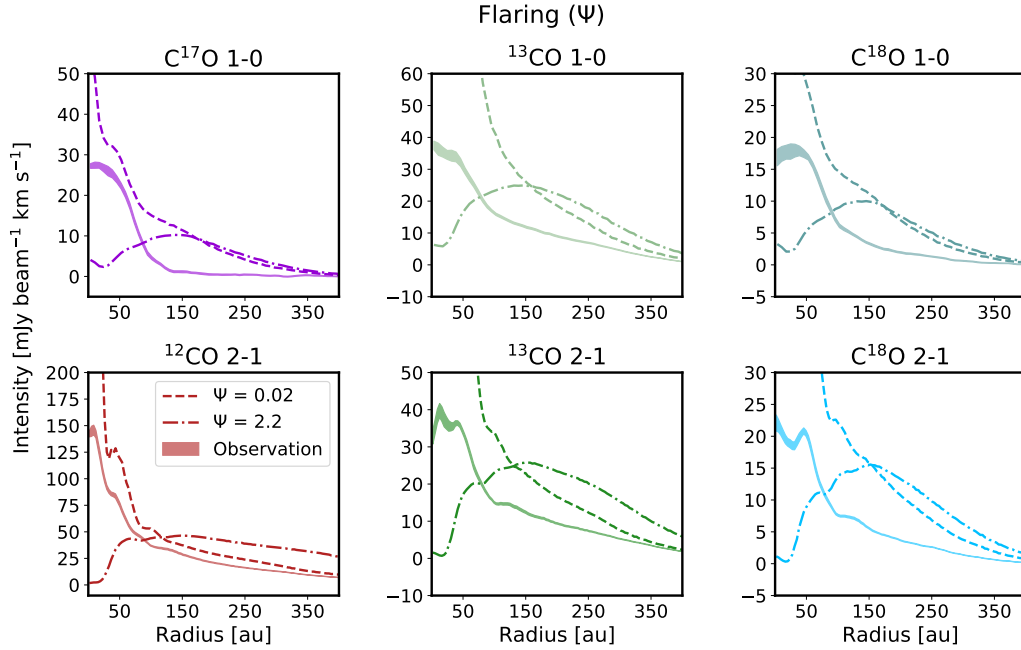 Flaring (Ψ)
C¹⁷O 1-0
¹³CO 1-0
C¹⁸O 1-0
50
40
30
20
10
0
50 150 250 350
60
50
40
30
20
10
0
−10
50 150 250 350
30
25
20
15
10
5
0
−5
50 150 250 350
Intensity [mJy beam⁻¹ km s⁻¹]
¹²CO 2-1
¹³CO 2-1
C¹⁸O 2-1
200
175
150
125
100
75
50
25
0
Ψ = 0.02
Ψ = 2.2
Observation
50 150 250 350
Radius [au]
50
40
30
20
10
0
−10
50 150 250 350
Radius [au]
30
25
20
15
10
5
0
−5
50 150 250 350
Radius [au]